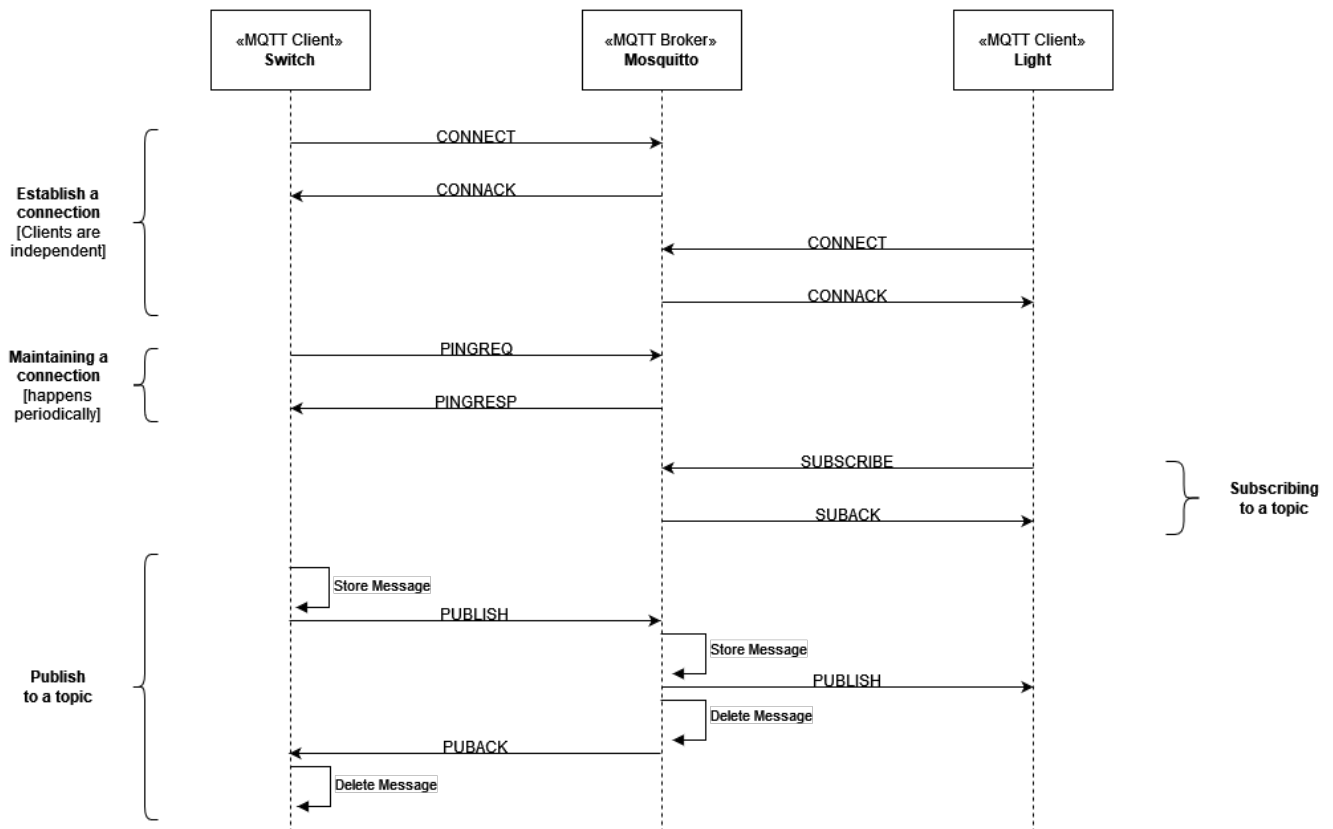 «MQTT Client»
Switch
«MQTT Broker»
Mosquitto
«MQTT Client»
Light
CONNECT
Establish a
connection
[Clients are
independent]
CONNACK
CONNECT
CONNACK
Maintaining a
connection
[happens
periodically]
PINGREQ
PINGRESP
SUBSCRIBE
Subscribing
to a topic
SUBACK
Store Message
PUBLISH
Store Message
Publish
to a topic
PUBLISH
Delete Message
PUBACK
Delete Message